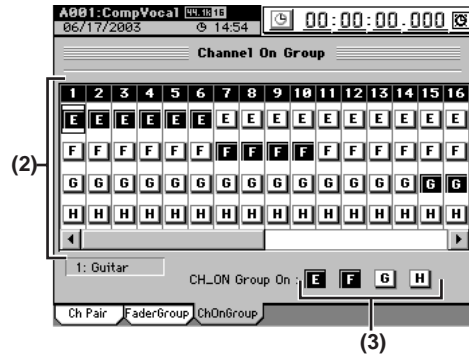 A001:CompVocal 44.1k 16
06/17/2003 14:54 00:00:00.000
Channel On Group
1 2 3 4 5 6 7 8 9 10 11 12 13 14 15 16
E E E E E E E E E E E E E E E E
F F F F F F F F F F F F F F F F
G G G G G G G G G G G G G G G G
H H H H H H H H H H H H H H H H
(2)
1: Guitar
CH_ON Group On : E F G H
Ch Pair FaderGroup ChOnGroup
(3)